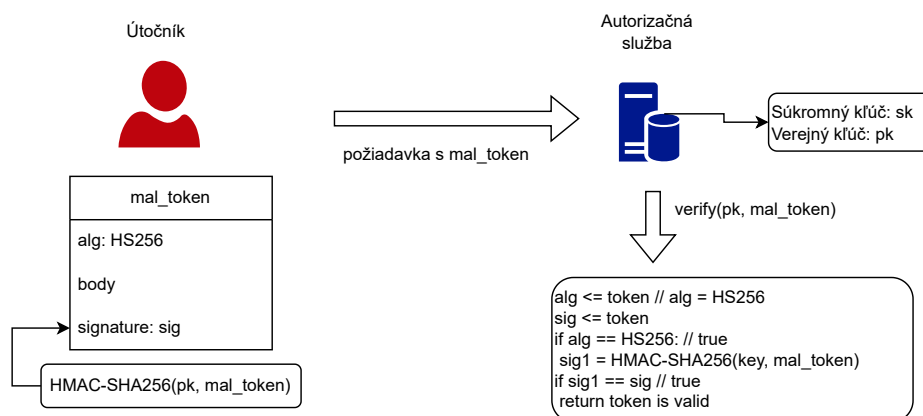 Útočník
Autorizačná
služba
Súkromný kľúč: sk
Verejný kľúč: pk
požiadavka s mal_token
mal_token
alg: HS256
body
signature: sig
HMAC-SHA256(pk, mal_token)
verify(pk, mal_token)
alg <= token // alg = HS256
sig <= token
if alg == HS256: // true
sig1 = HMAC-SHA256(key, mal_token)
if sig1 == sig // true
return token is valid